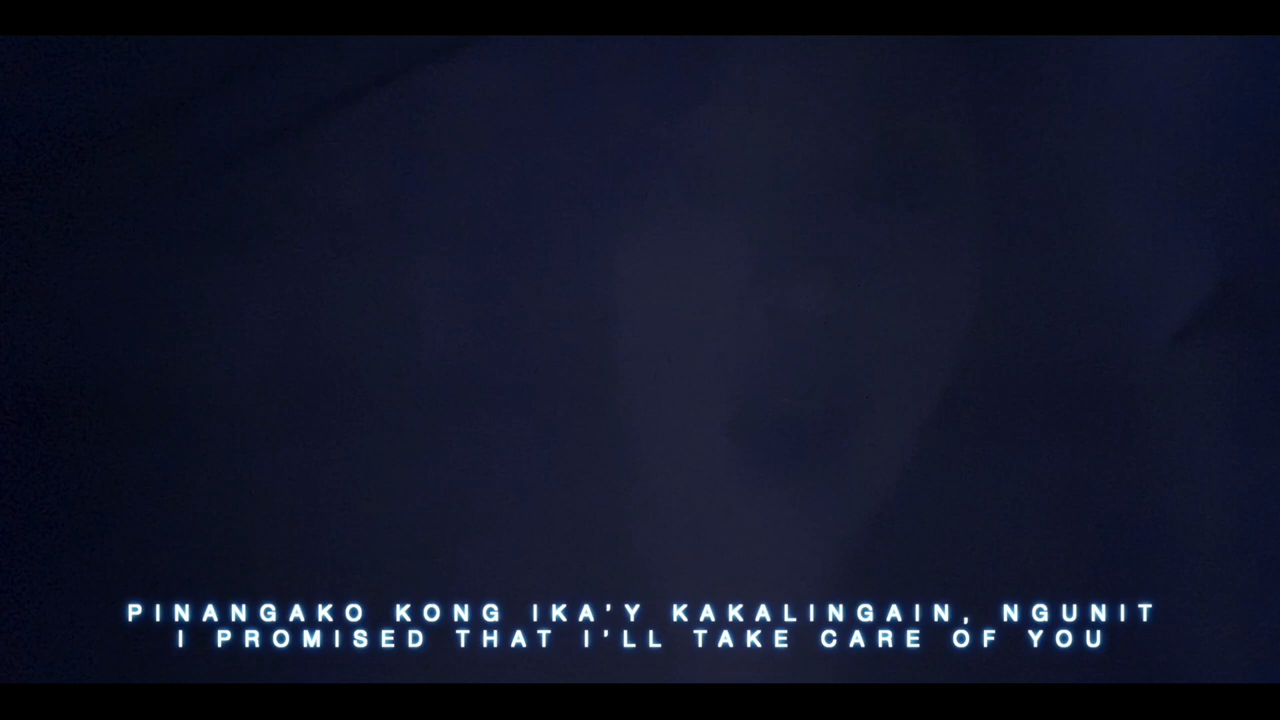 PINANGAKO KONG IKA'Y KAKALINGAIN, NGUNIT
I PROMISED THAT I'LL TAKE CARE OF YOU